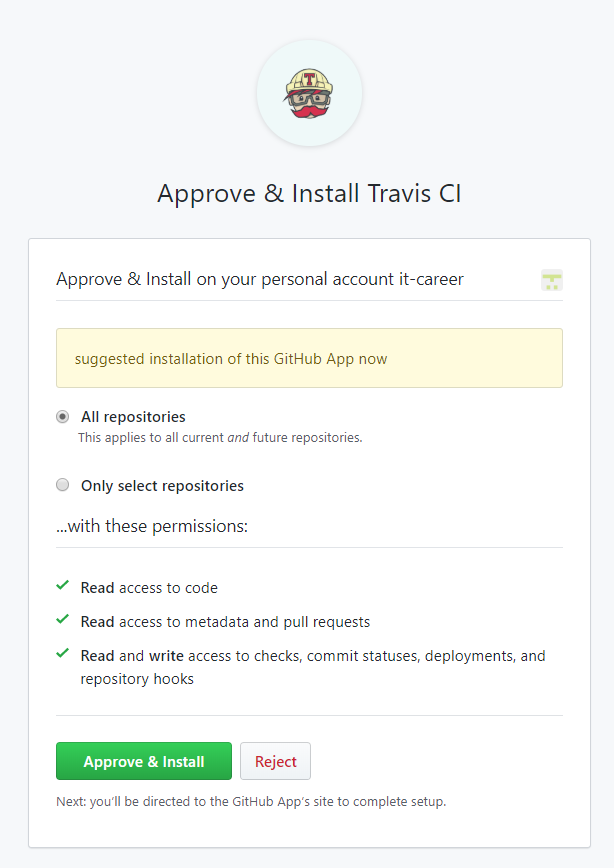 T
Approve & Install Travis CI
Approve & Install on your personal account it-career
suggested installation of this GitHub App now
All repositories
This applies to all current and future repositories.
Only select repositories
...with these permissions:
Read access to code
Read access to metadata and pull requests
Read and write access to checks, commit statuses, deployments, and
repository hooks
Approve & Install
Reject
Next: you'll be directed to the GitHub App's site to complete setup.